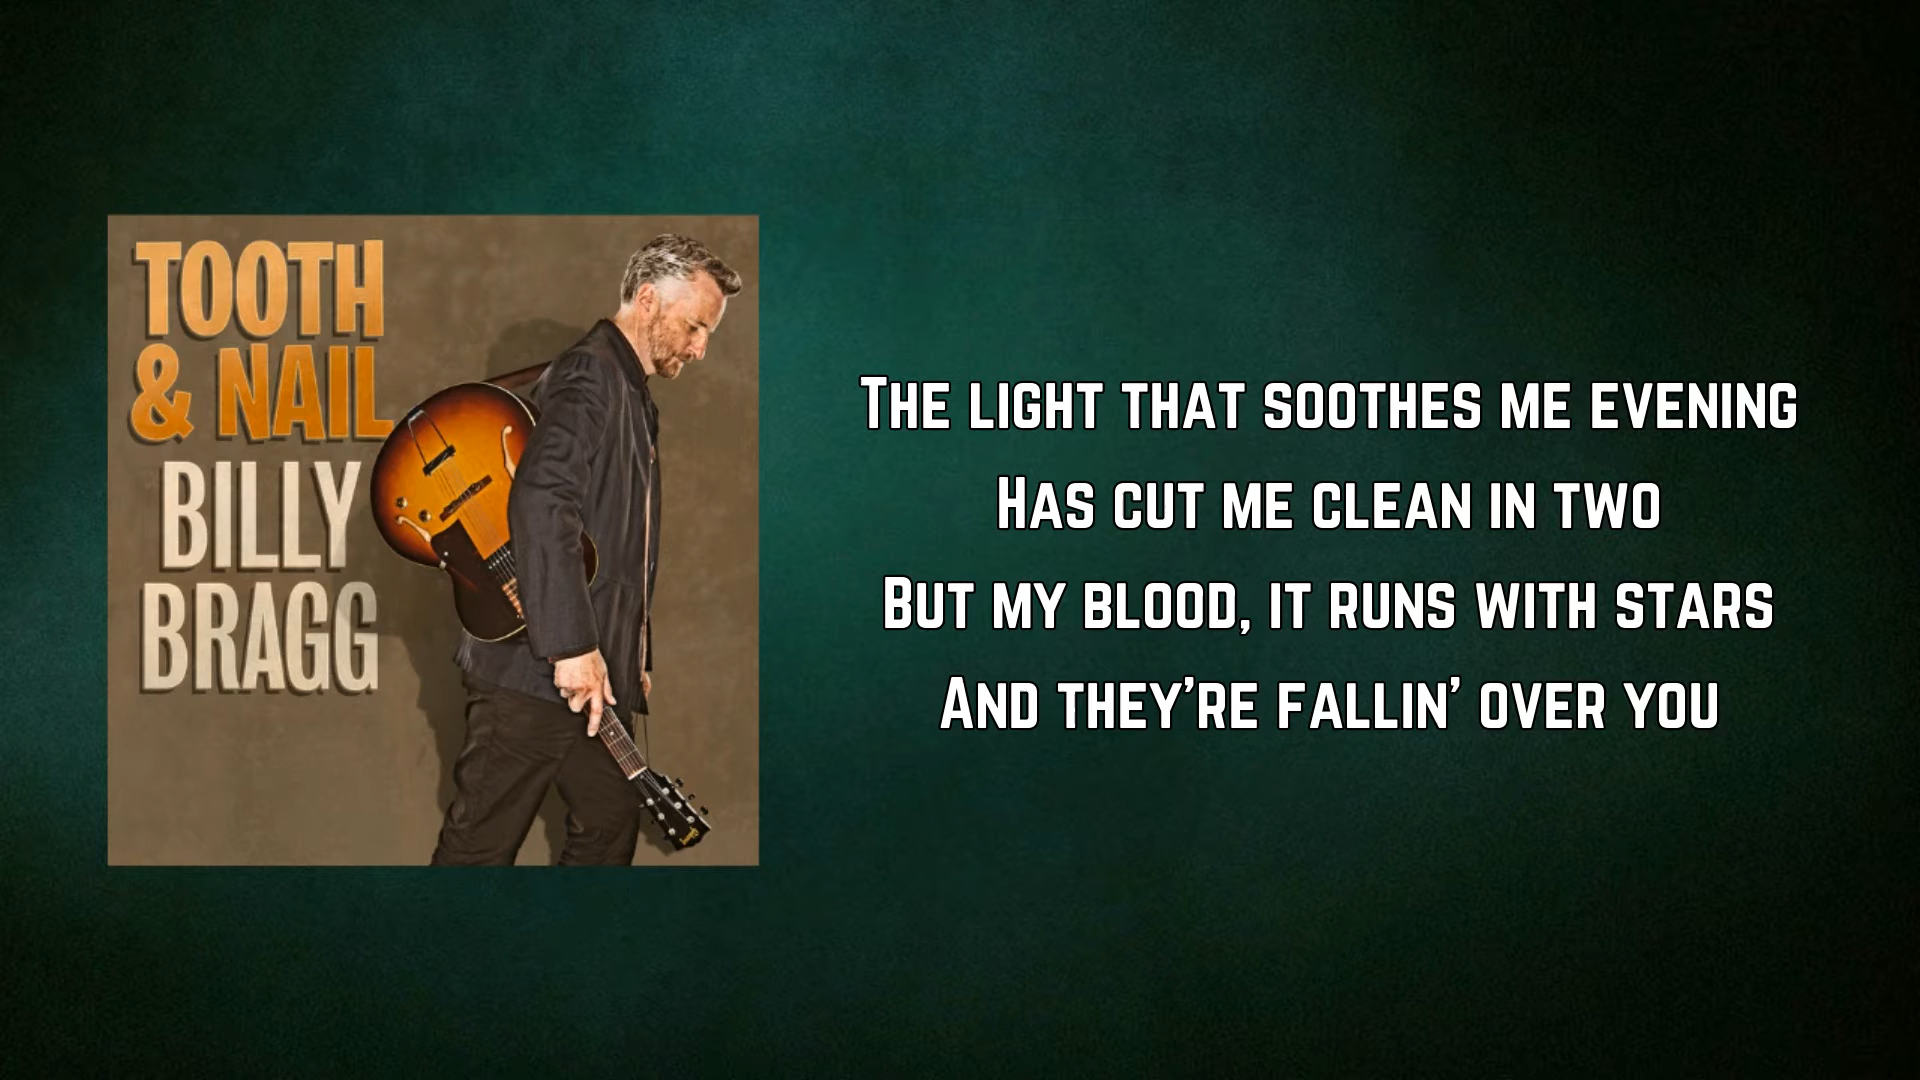 TOOTH
& NAIL
BILLY
BRAGG
The light that soothes me evening
Has cut me clean in two
But my blood, it runs with stars
And they're fallin' over you
Gibson